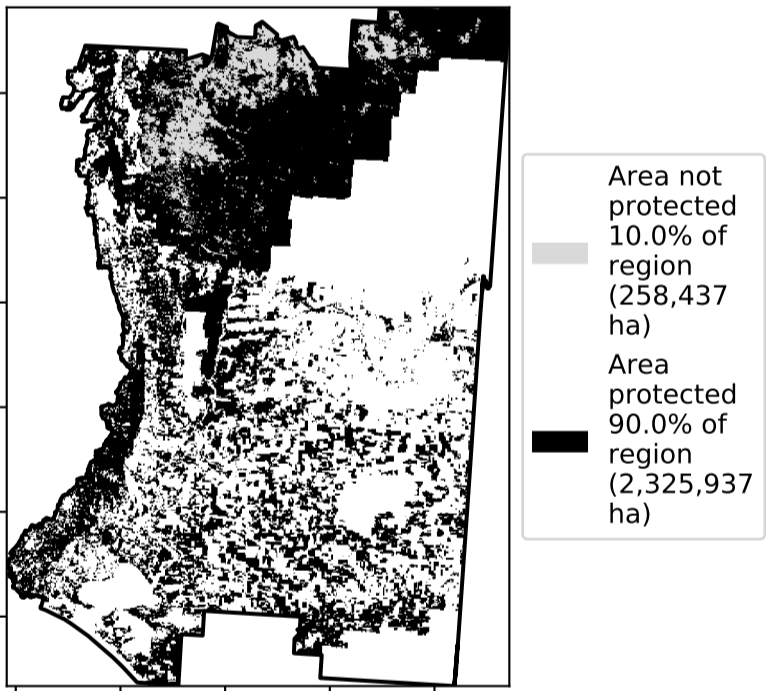 Area not
protected
10.0% of
region
(258,437
ha)
Area
protected
90.0% of
region
(2,325,937
ha)